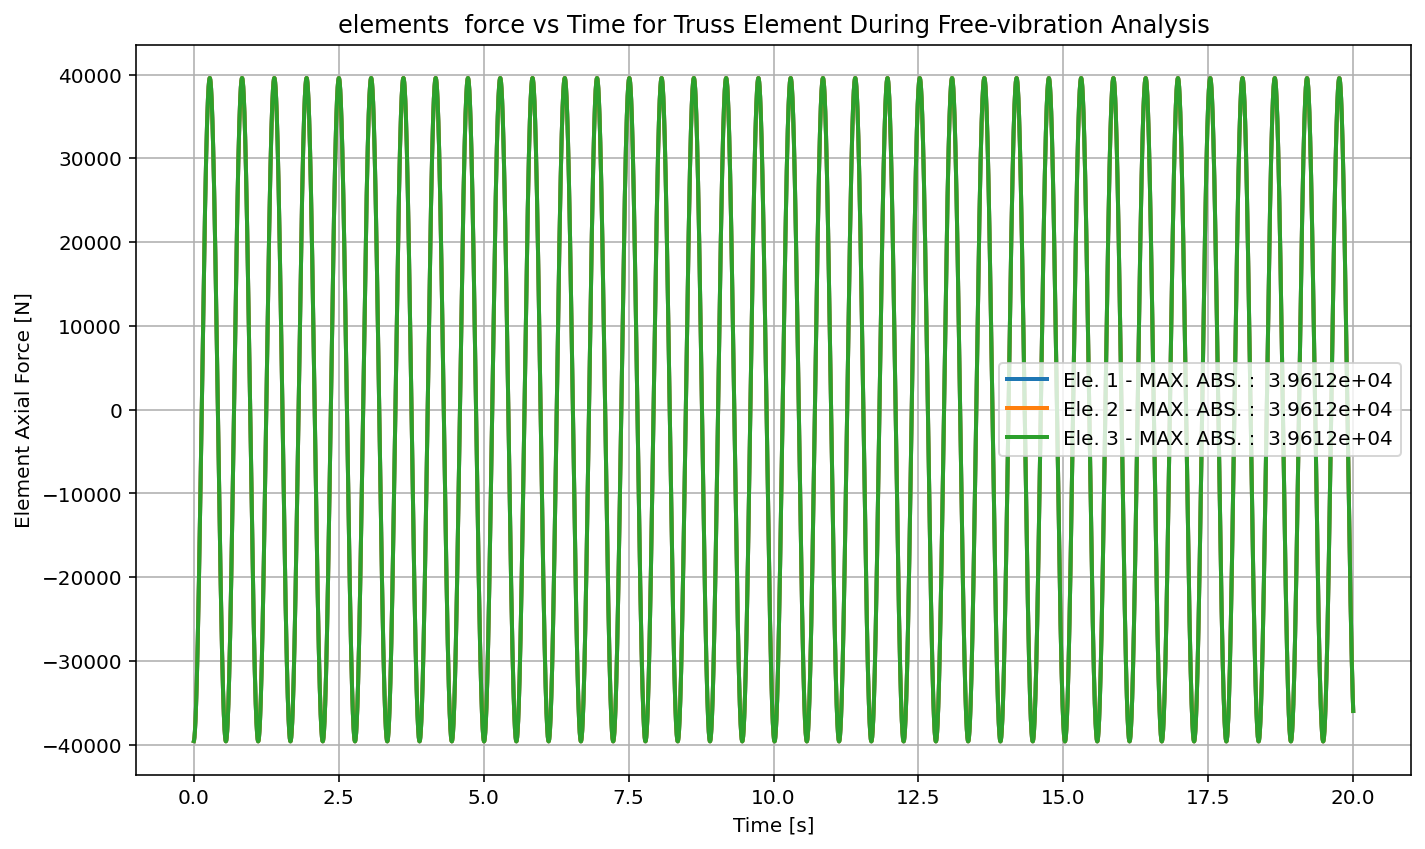 elements  force vs Time for Truss Element During Free-vibration Analysis
40000
30000
20000
10000
0
−10000
−20000
−30000
−40000
Element Axial Force [N]
Ele. 1 - MAX. ABS. :  3.9612e+04
Ele. 2 - MAX. ABS. :  3.9612e+04
Ele. 3 - MAX. ABS. :  3.9612e+04
0.0 2.5 5.0 7.5 10.0 12.5 15.0 17.5 20.0
Time [s]